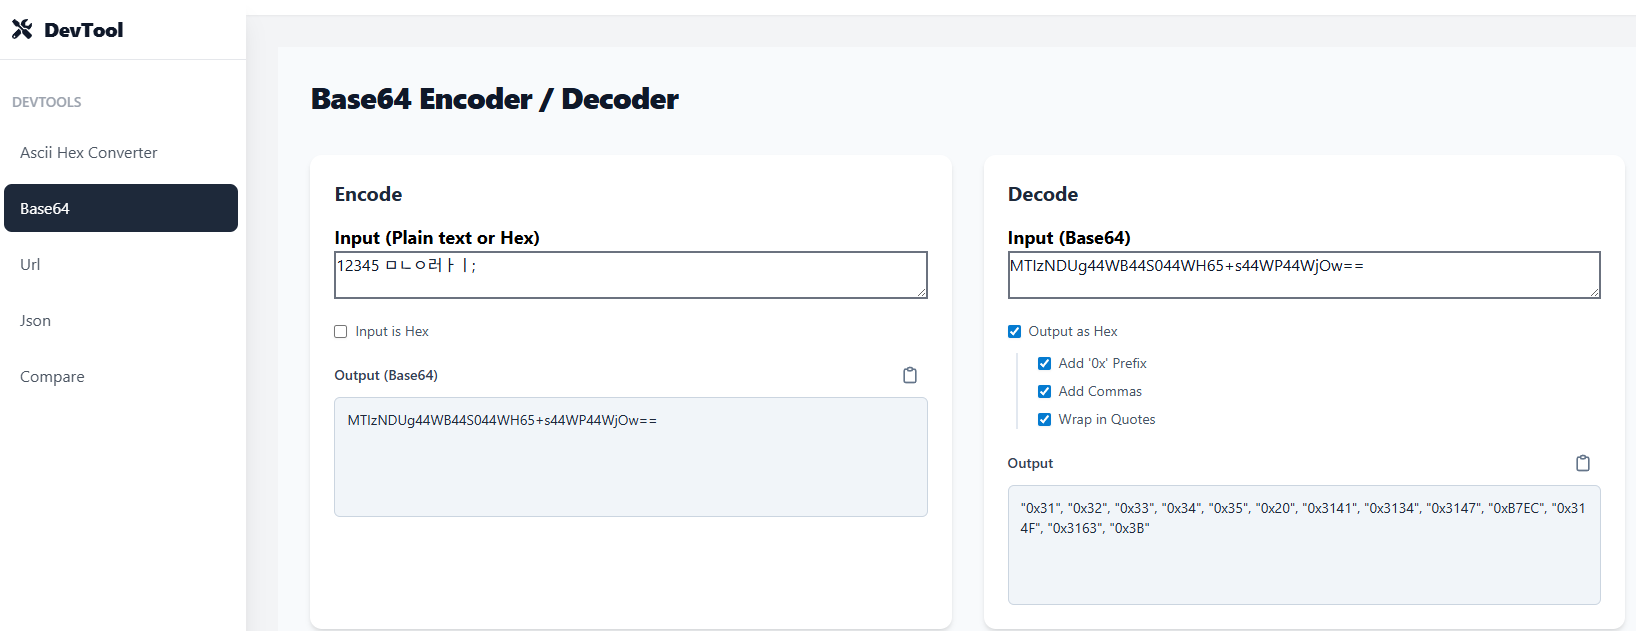 DevTool
DEVTOOLS
Ascii Hex Converter
Base64
Url
Json
Compare
Base64 Encoder / Decoder
Encode
Input (Plain text or Hex)
12345 ㅁㄴㅇ러ㅏㅣ;
Input is Hex
Output (Base64)
MTIzNDUg44WB44S044WH65+s44WP44WjOw==
Decode
Input (Base64)
MTIzNDUg44WB44S044WH65+s44WP44WjOw==
Output as Hex
Add '0x' Prefix
Add Commas
Wrap in Quotes
Output
"0x31", "0x32", "0x33", "0x34", "0x35", "0x20", "0x3141", "0x3134", "0x3147", "0xB7EC", "0x31
4F", "0x3163", "0x3B"